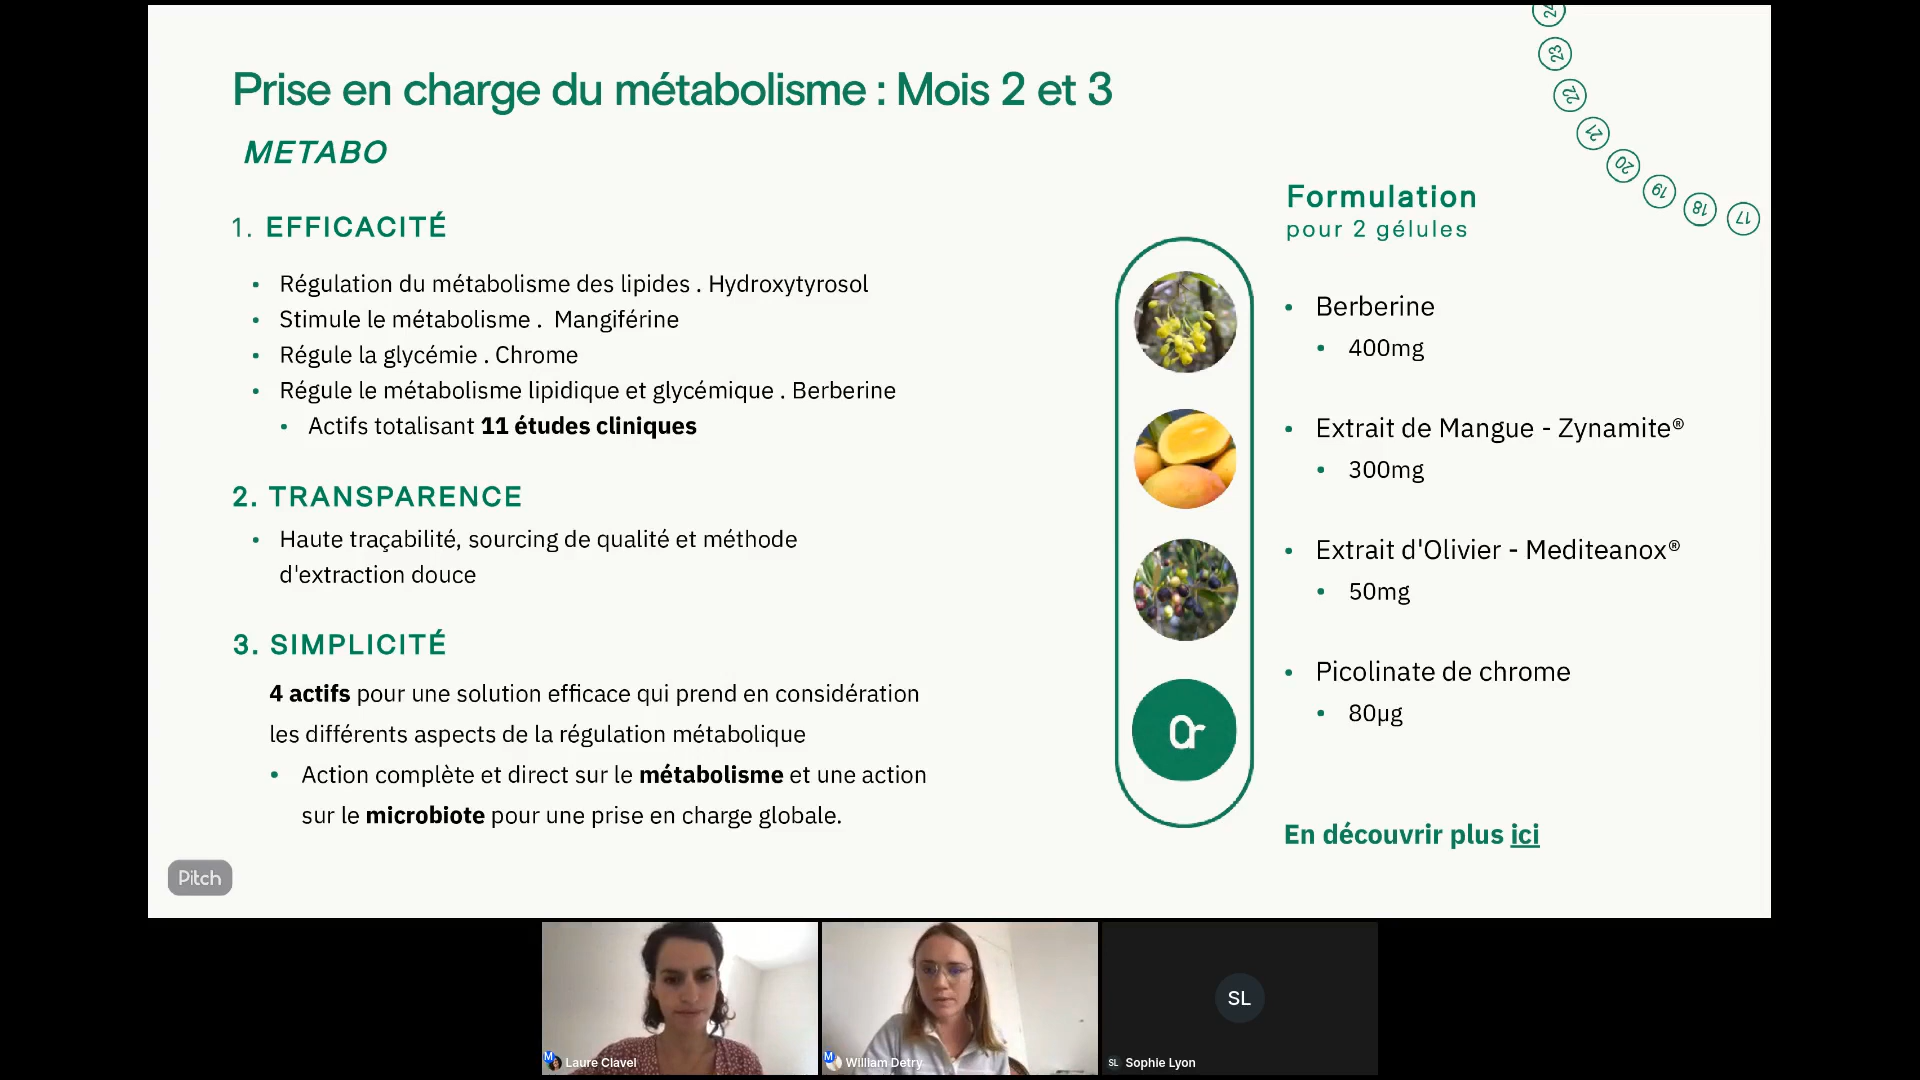 Prise en charge du métabolisme : Mois 2 et 3
METABO
1. EFFICACITÉ
• Régulation du métabolisme des lipides . Hydroxytyrosol
• Stimule le métabolisme . Mangiférine
• Régule la glycémie . Chrome
• Régule le métabolisme lipidique et glycémique . Berberine
• Actifs totalisant 11 études cliniques
2. TRANSPARENCE
• Haute traçabilité, sourcing de qualité et méthode
d'extraction douce
3. SIMPLICITÉ
4 actifs pour une solution efficace qui prend en considération
les différents aspects de la régulation métabolique
• Action complète et direct sur le métabolisme et une action
sur le microbiote pour une prise en charge globale.
Pitch
Formulation
pour 2 gélules
• Berberine
• 400mg
• Extrait de Mangue - Zynamite®
• 300mg
• Extrait d'Olivier - Mediteanox®
• 50mg
• Picolinate de chrome
• 80µg
Cr
En découvrir plus ici
24
23
22
21
20
19
18
17
M
Laure Clavel
M
William Detry
SL
SL
Sophie Lyon